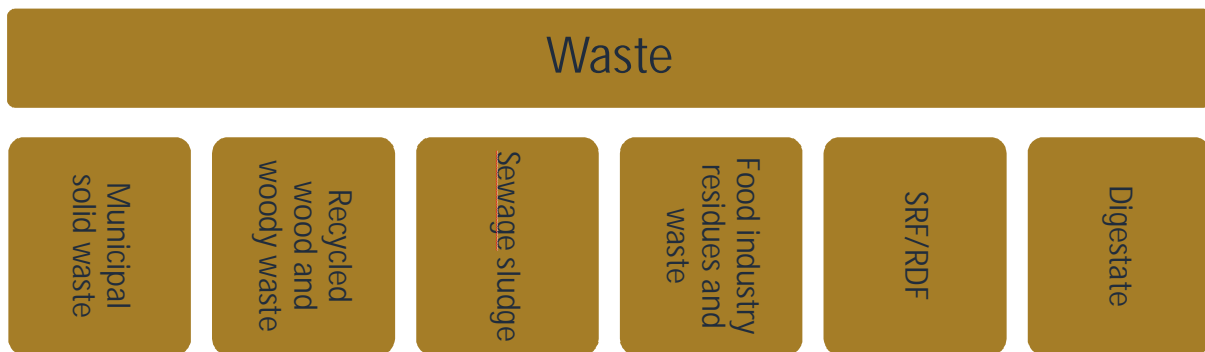 Waste
Municipal
solid waste
Recycled
wood and
woody waste
Sewage sludge
Food industry
residues and
waste
SRF/RDF
Digestate